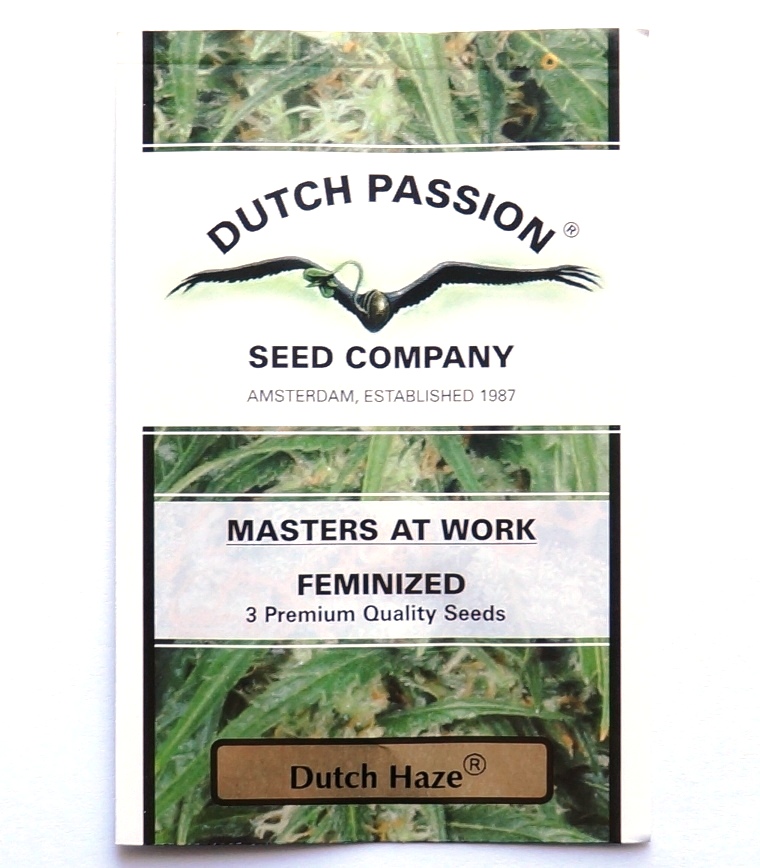 DUTCH PASSION ®
SEED COMPANY
AMSTERDAM, ESTABLISHED 1987
MASTERS AT WORK
FEMINIZED
3 Premium Quality Seeds
Dutch Haze®